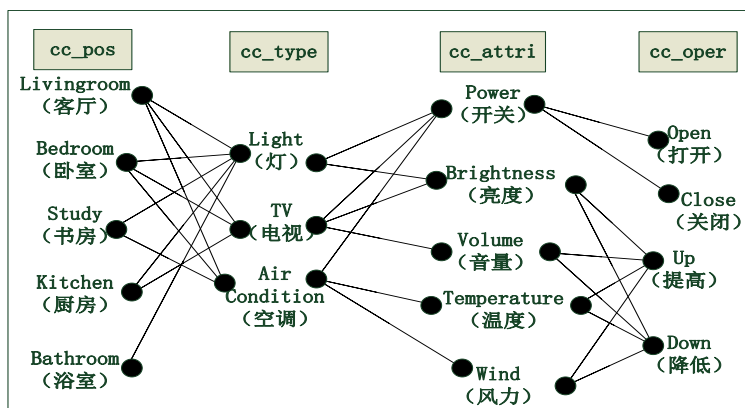 cc_pos
cc_type
cc_attri
cc_oper
Livingroom
（客厅）
Bedroom
（卧室）
Study
（书房）
Kitchen
（厨房）
Bathroom
（浴室）
Light
（灯）
TV
（电视）
Air
Condition
（空调）
Power
（开关）
Brightness
（亮度）
Volume
（音量）
Temperature
（温度）
Wind
（风力）
Open
（打开）
Close
（关闭）
Up
（提高）
Down
（降低）